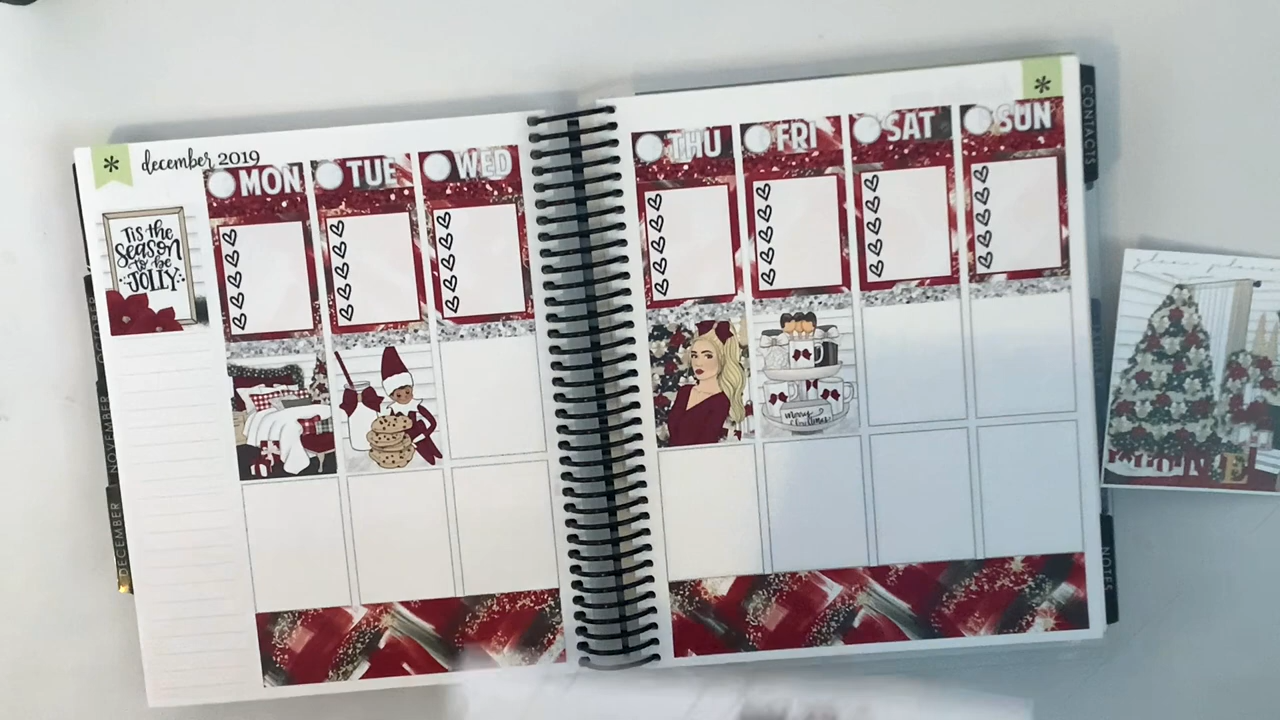 december 2019
MON
TUE
WED
THU
FRI
SAT
SUN
Tis the
Season
to be
JOLLY
merry
Christmas
CONTACTS
OCTOBER
NOVEMBER
DECEMBER
NOTES
E